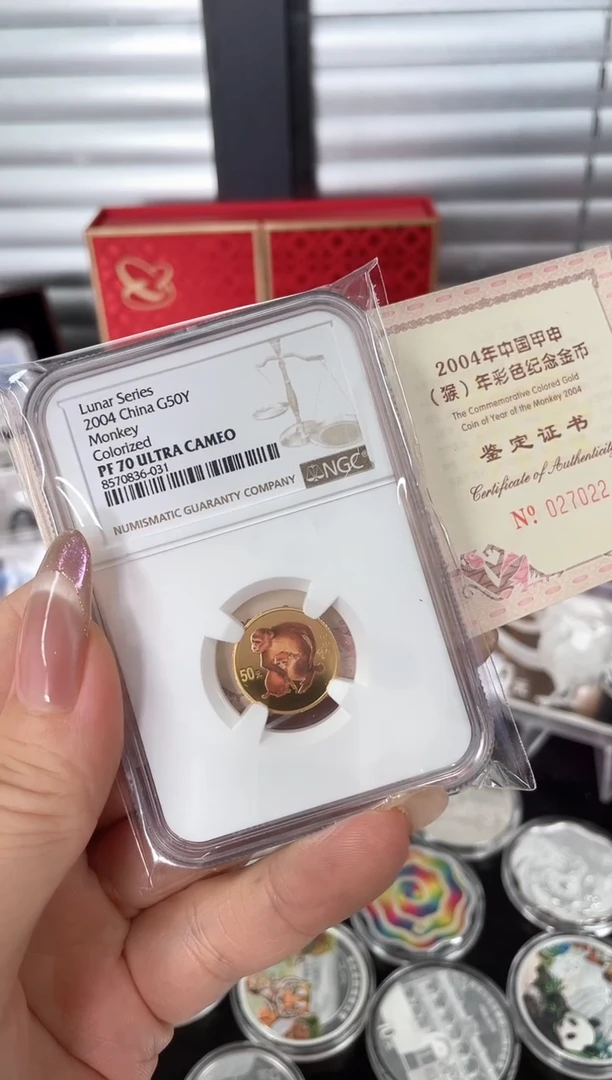 Lunar Series
2004 China G50Y
Monkey
Colorized
PF 70 ULTRA CAMEO
8570836-031
NUMISMATIC GUARANTY COMPANY
NGC
50元
2004年中国甲申
（猴）年彩色纪念金币
The Commemorative Colored Gold
Coin of Year of the Monkey 2004
鉴定证书
Certificate of Authenticity
Nº 027022